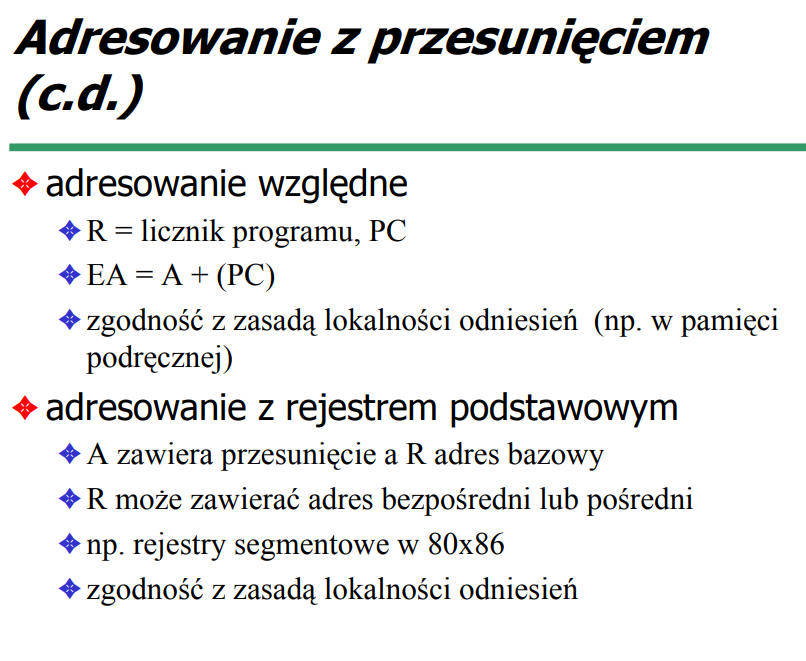 Adresowanie z przesunięciem
(c.d.)
adresowanie względne
R = licznik programu, PC
EA = A + (PC)
zgodność z zasadą lokalności odniesień (np. w pamięci
podręcznej)
adresowanie z rejestrem podstawowym
A zawiera przesunięcie a R adres bazowy
R może zawierać adres bezpośredni lub pośredni
np. rejestry segmentowe w 80x86
zgodność z zasadą lokalności odniesień